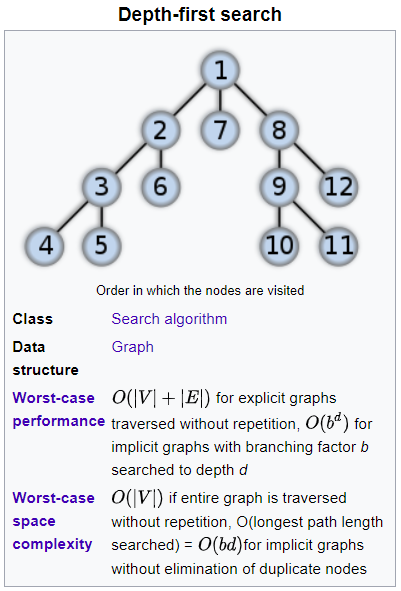 Depth-first search
1
2 7 8
3 6 9 12
4 5 10 11
Order in which the nodes are visited
Class Search algorithm
Data Graph
structure
Worst-case O(|V| + |E|) for explicit graphs
performance traversed without repetition, O(b^d) for
implicit graphs with branching factor b
searched to depth d
Worst-case O(|V|) if entire graph is traversed
space without repetition, O(longest path length
complexity searched) = O(bd)for implicit graphs
without elimination of duplicate nodes